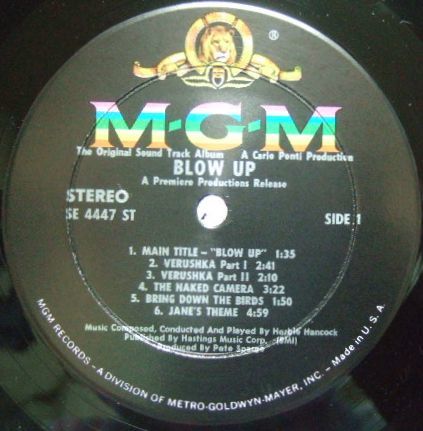 ®
M-G-M
The Original Sound Track Album A Carlo Ponti Production
BLOW UP
A Premiere Productions Release
STEREO
SE 4447 ST
SIDE 1
1. MAIN TITLE – "BLOW UP" 1:35
2. VERUSHKA Part I 2:41
3. VERUSHKA Part II 2:10
4. THE NAKED CAMERA 3:22
5. BRING DOWN THE BIRDS 1:50
6. JANE'S THEME 4:59
Music Composed, Conducted And Played By Herbie Hancock
Published By Hastings Music Corp. (BMI)
Produced By Pete Spargo
MGM RECORDS – A DIVISION OF METRO-GOLDWYN-MAYER, INC. – Made in U.S.A.